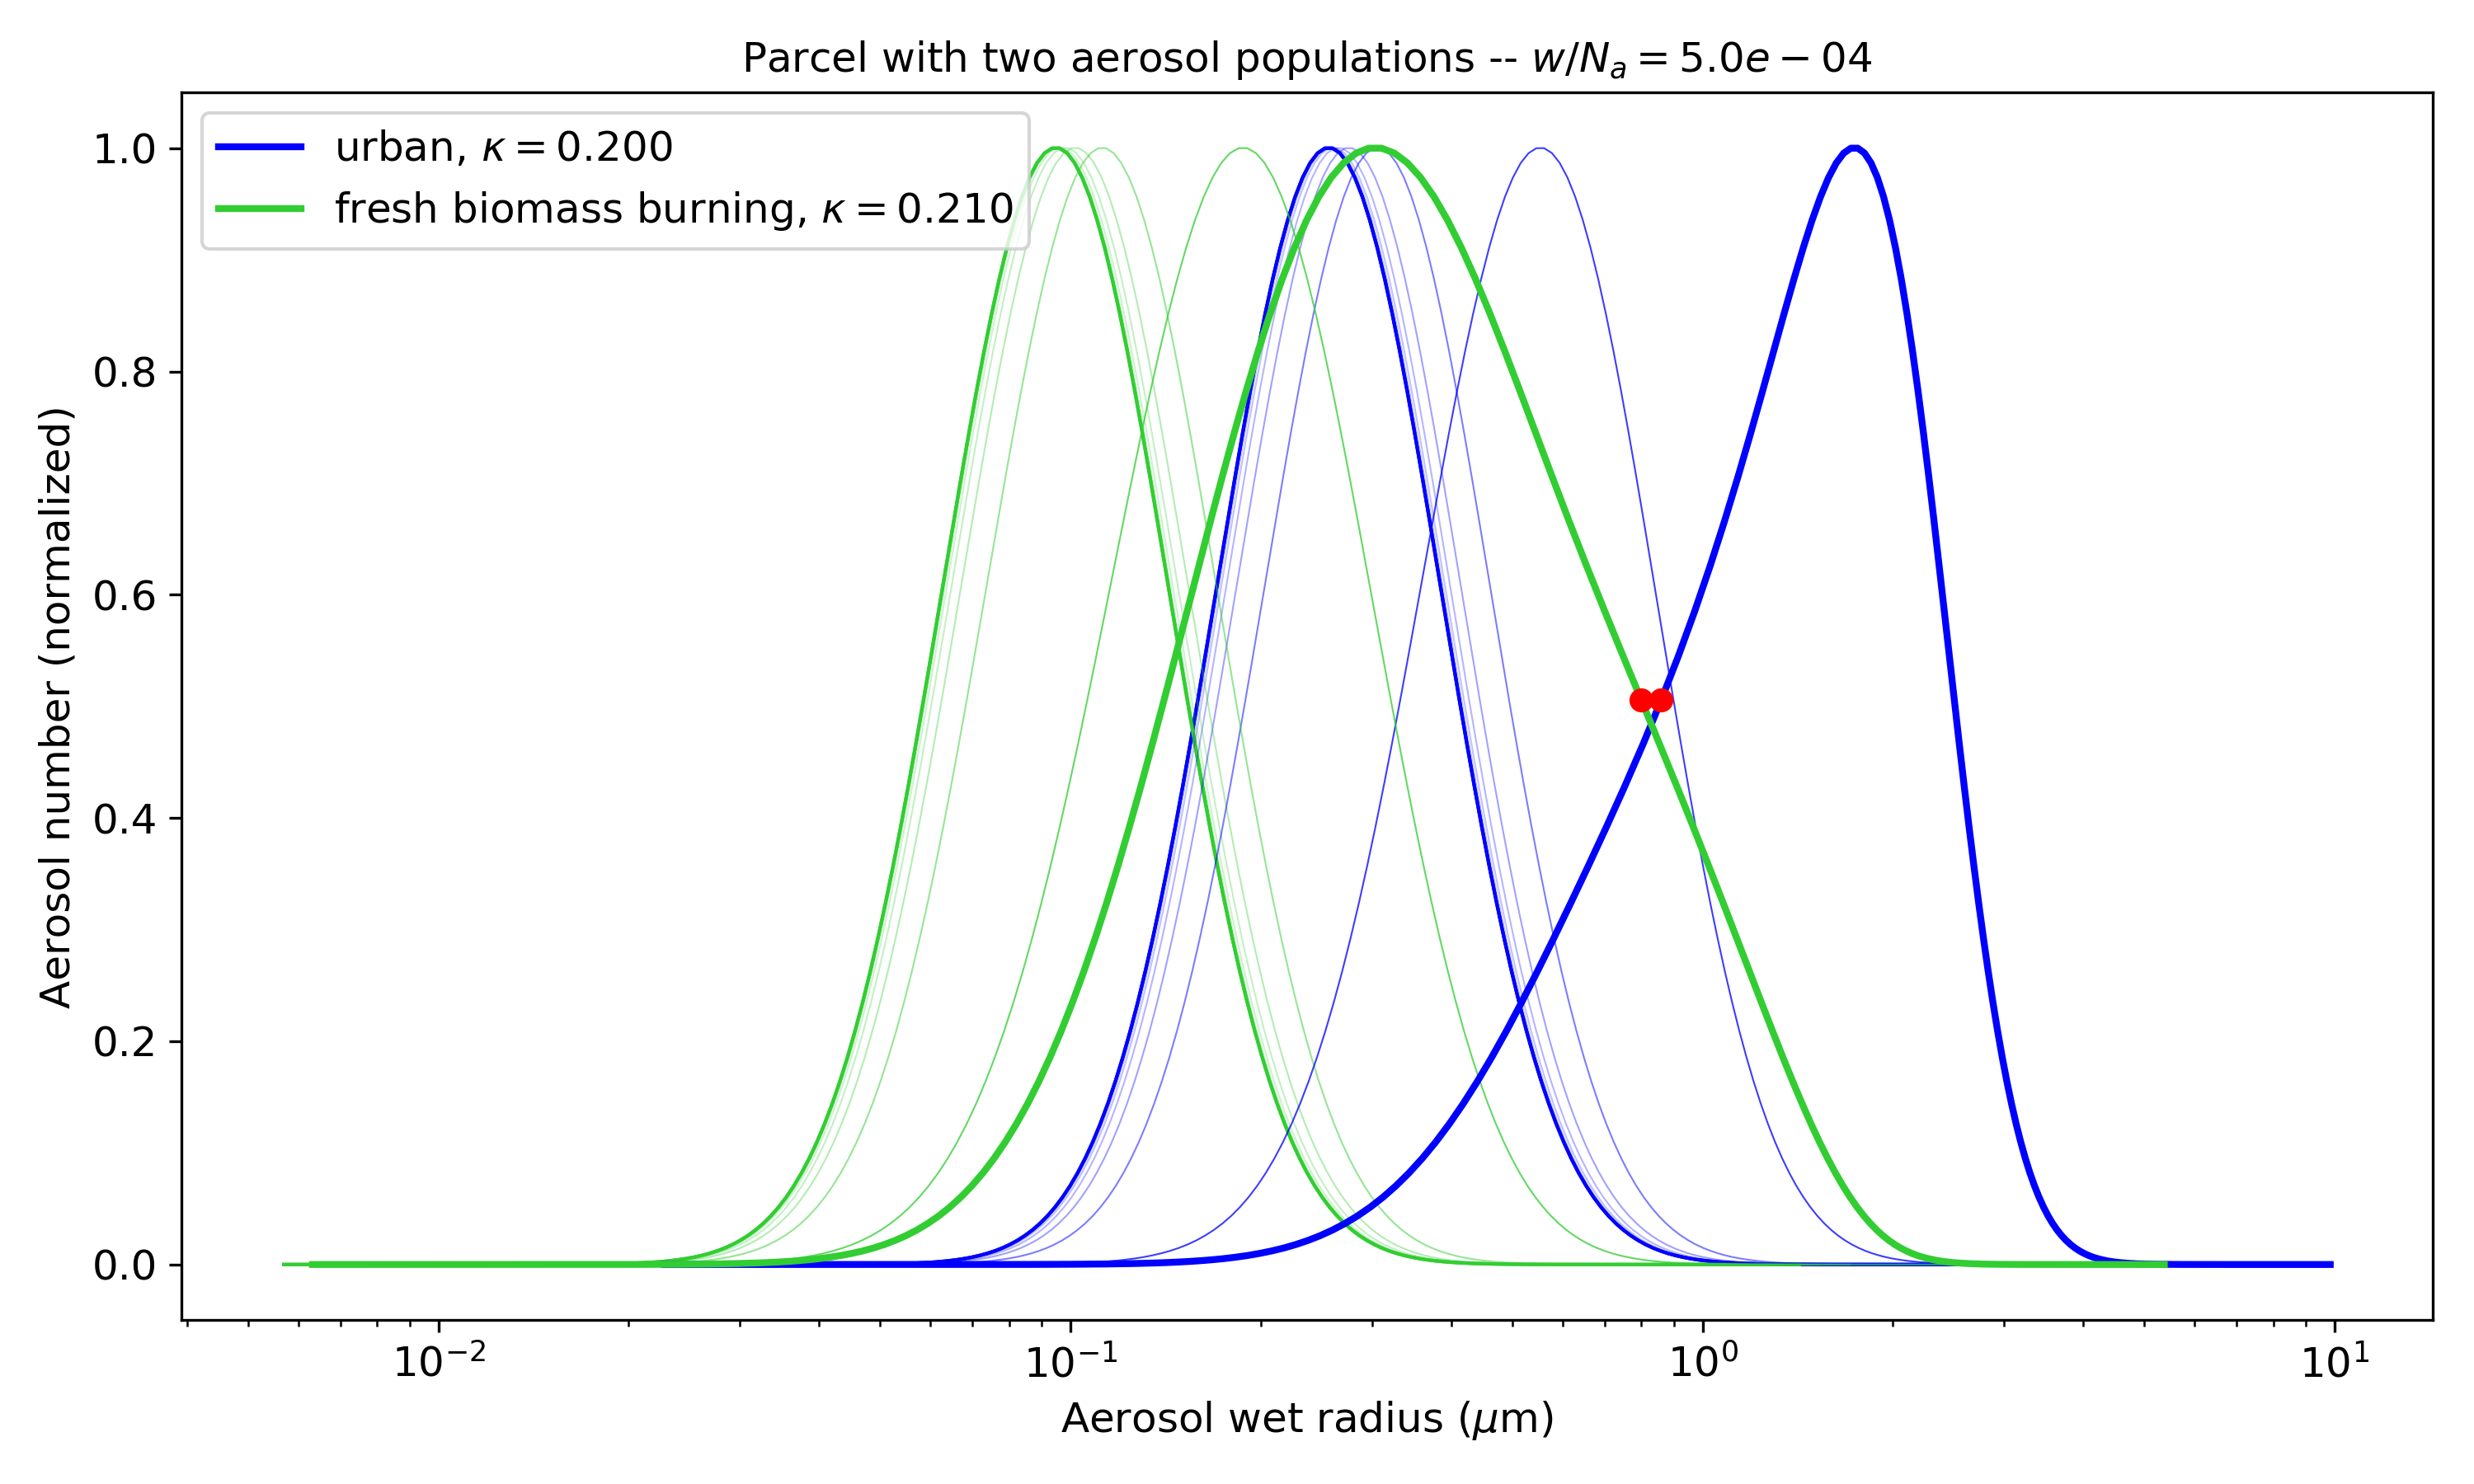 Parcel with two aerosol populations -- w/Nₐ = 5.0e − 04
urban, κ = 0.200
fresh biomass burning, κ = 0.210
Aerosol number (normalized)
1.0
0.8
0.6
0.4
0.2
0.0
10⁻² 10⁻¹ 10⁰ 10¹
Aerosol wet radius (μm)